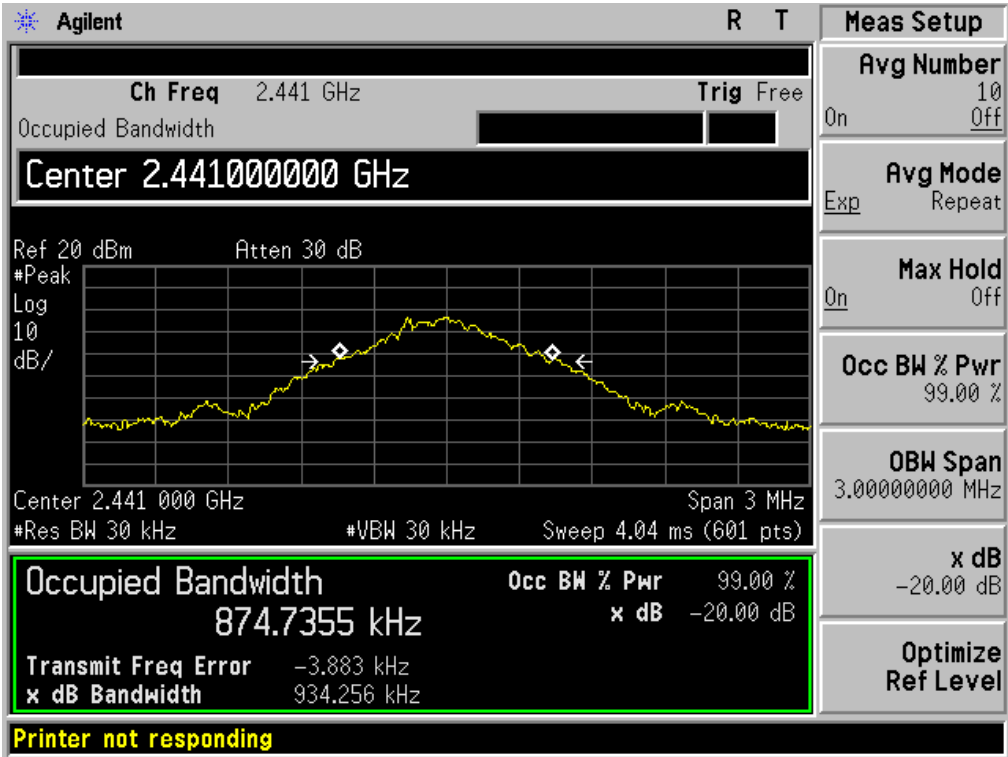 Agilent R T
Ch Freq 2.441 GHz Trig Free
Occupied Bandwidth
Center 2.441000000 GHz
Ref 20 dBm Atten 30 dB
#Peak
Log
10
dB/
Center 2.441 000 GHz Span 3 MHz
#Res BW 30 kHz #VBW 30 kHz Sweep 4.04 ms (601 pts)
Occupied Bandwidth Occ BW % Pwr 99.00 %
874.7355 kHz x dB -20.00 dB
Transmit Freq Error -3.883 kHz
x dB Bandwidth 934.256 kHz
Printer not responding
Meas Setup
Avg Number
10
On Off
Avg Mode
Exp Repeat
Max Hold
On Off
Occ BW % Pwr
99.00 %
OBW Span
3.00000000 MHz
x dB
-20.00 dB
Optimize
Ref Level